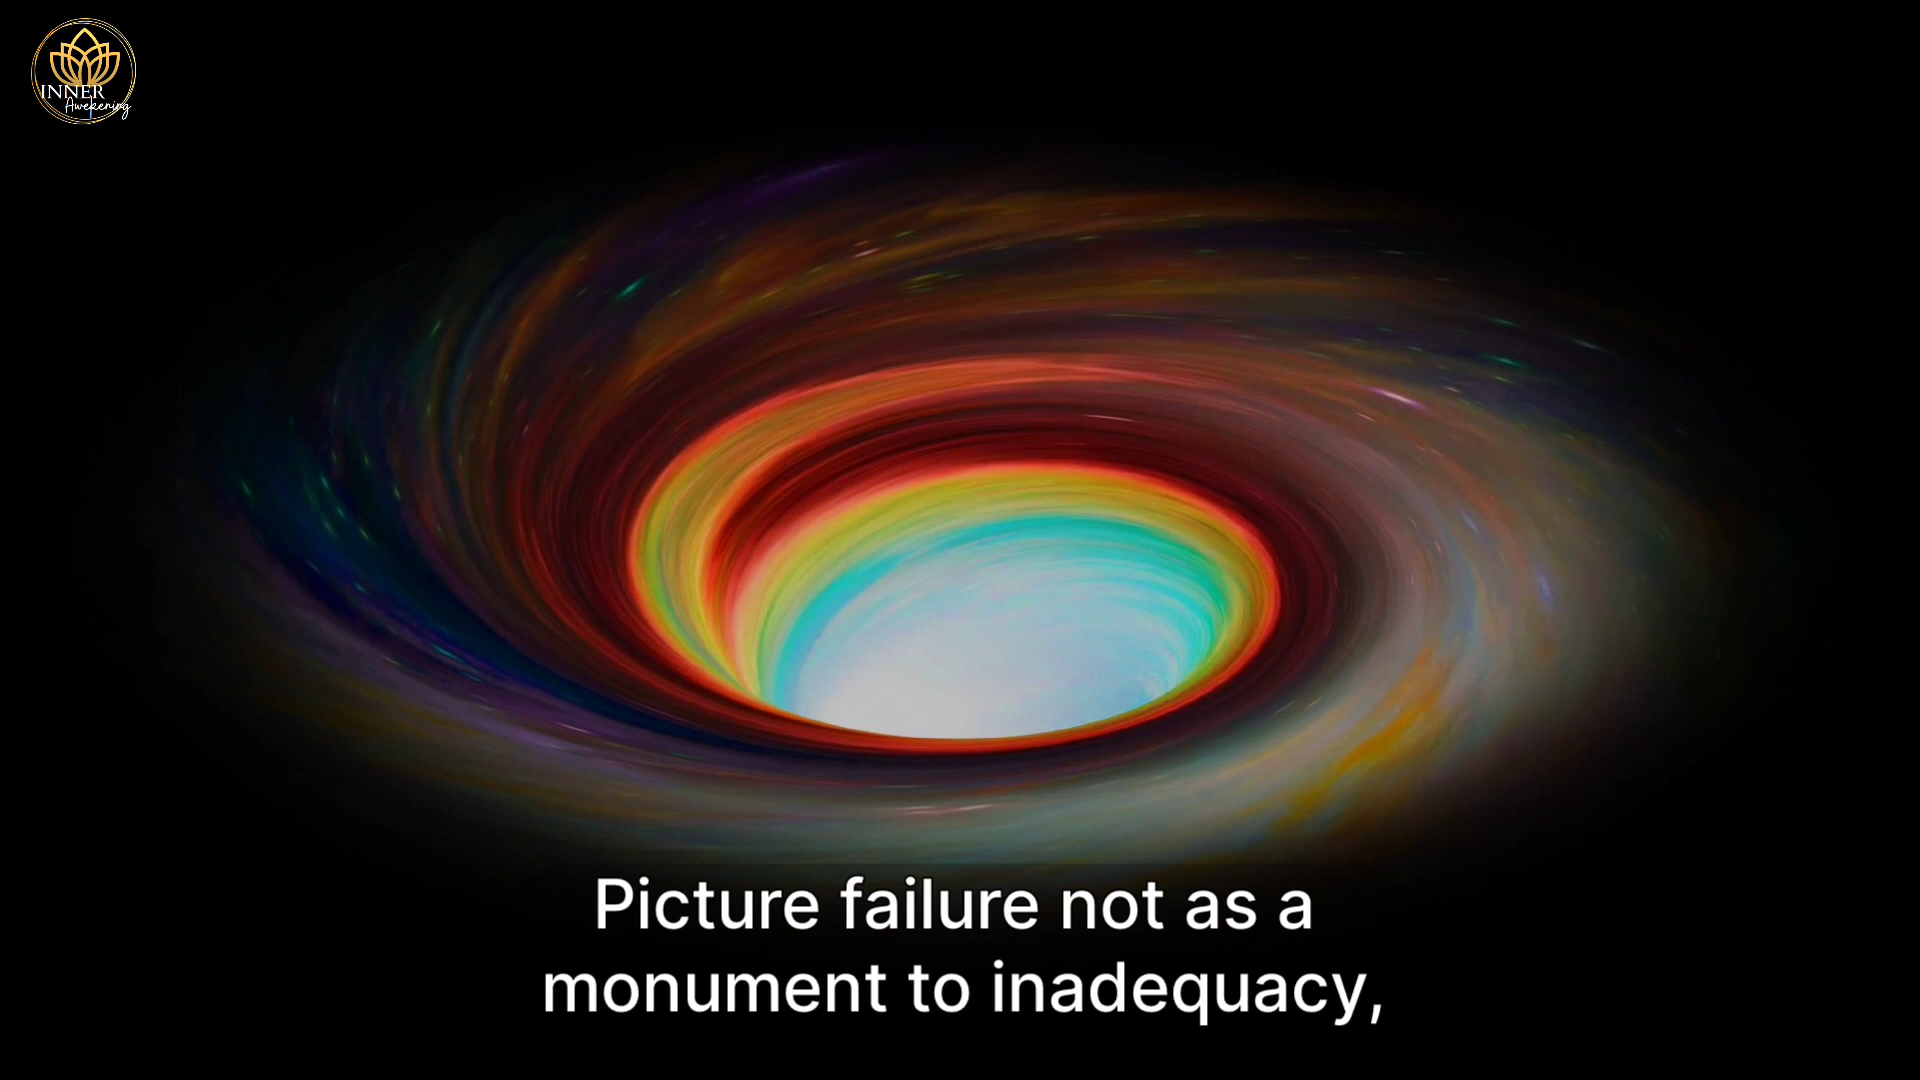 INNER
Awekening
Picture failure not as a
monument to inadequacy,